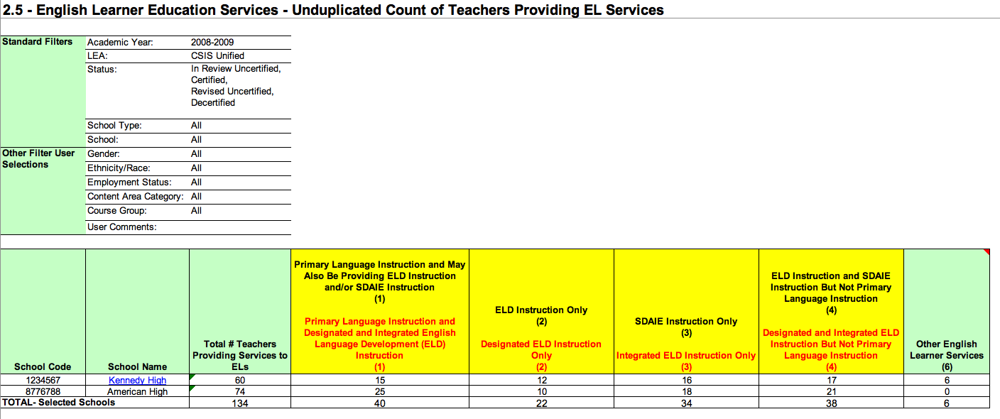 2.5 - English Learner Education Services - Unduplicated Count of Teachers Providing EL Services
Standard Filters Academic Year: 2008-2009
LEA: CSIS Unified
Status: In Review Uncertified,
Certified,
Revised Uncertified,
Decertified
School Type: All
School: All
Other Filter User Selections Gender: All
Ethnicity/Race: All
Employment Status: All
Content Area Category: All
Course Group: All
User Comments:
School Code
School Name
Total # Teachers
Providing Services to
ELs
Primary Language Instruction and May
Also Be Providing ELD Instruction
and/or SDAIE Instruction
(1)
Primary Language Instruction and
Designated and Integrated English
Language Development (ELD)
Instruction
(1)
ELD Instruction Only
(2)
Designated ELD Instruction
Only
(2)
SDAIE Instruction Only
(3)
Integrated ELD Instruction Only
(3)
ELD Instruction and SDAIE
Instruction But Not Primary
Language Instruction
(4)
Designated and Integrated ELD
Instruction But Not Primary
Language Instruction
(4)
Other English
Learner Services
(6)
1234567 Kennedy High 60 15 12 16 17 6
8776788 American High 74 25 10 18 21 0
TOTAL- Selected Schools 134 40 22 34 38 6